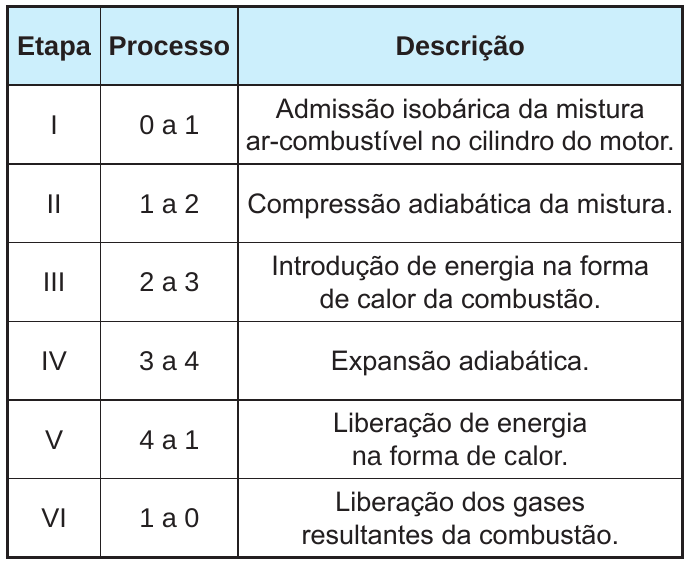 Etapa Processo Descrição
I 0 a 1 Admissão isobárica da mistura
ar-combustível no cilindro do motor.
II 1 a 2 Compressão adiabática da mistura.
III 2 a 3 Introdução de energia na forma
de calor da combustão.
IV 3 a 4 Expansão adiabática.
V 4 a 1 Liberação de energia
na forma de calor.
VI 1 a 0 Liberação dos gases
resultantes da combustão.